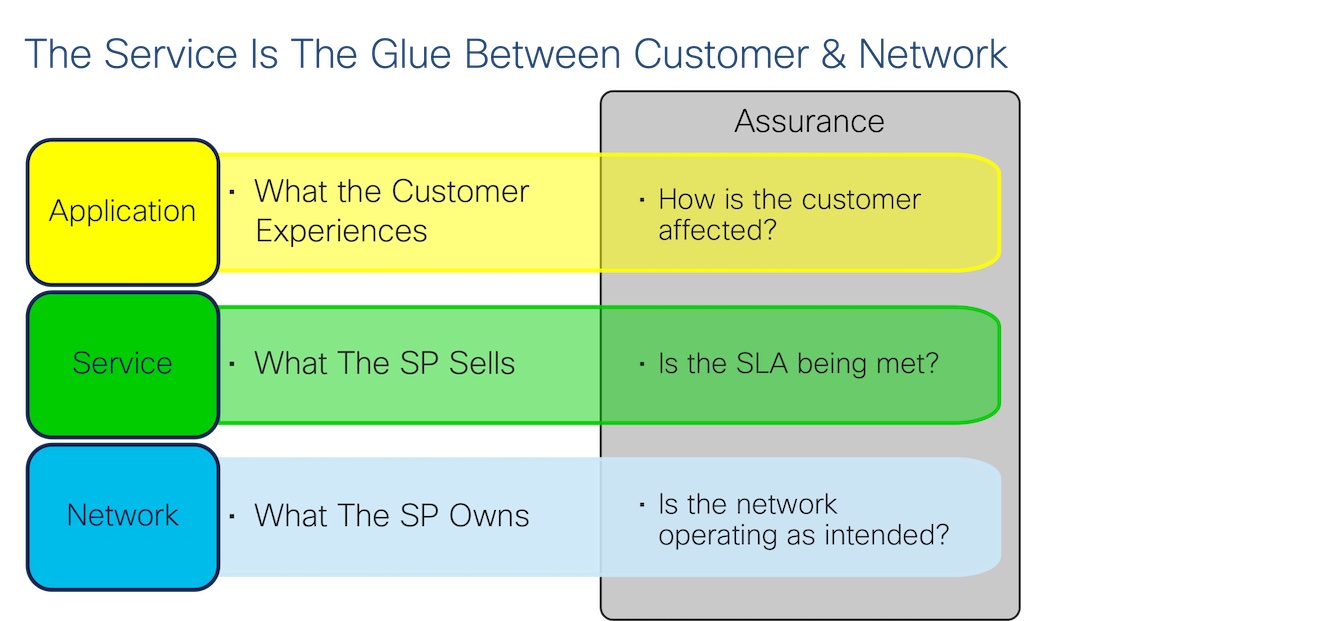 The Service Is The Glue Between Customer & Network
Assurance
Application
· What the Customer
Experiences
· How is the customer
affected?
Service
· What The SP Sells
· Is the SLA being met?
Network
· What The SP Owns
· Is the network
operating as intended?